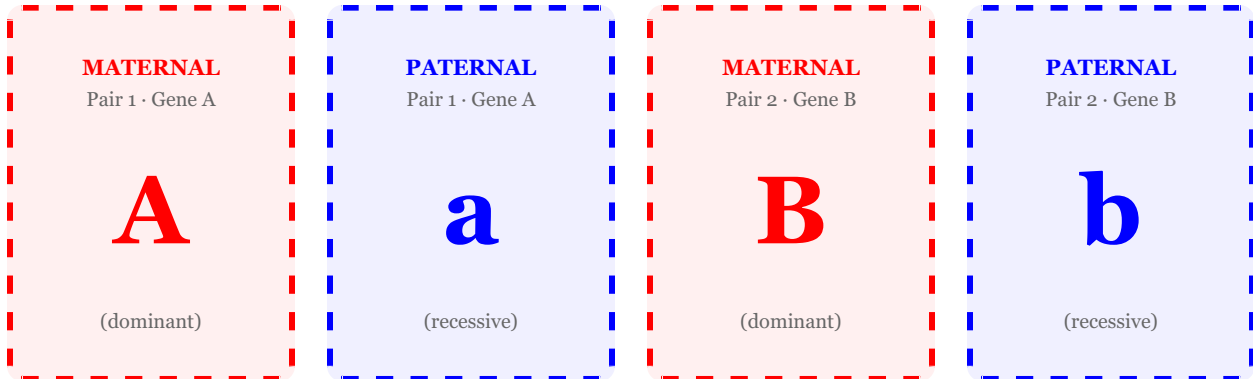 MATERNAL
Pair 1 · Gene A
A
(dominant)
PATERNAL
Pair 1 · Gene A
a
(recessive)
MATERNAL
Pair 2 · Gene B
B
(dominant)
PATERNAL
Pair 2 · Gene B
b
(recessive)